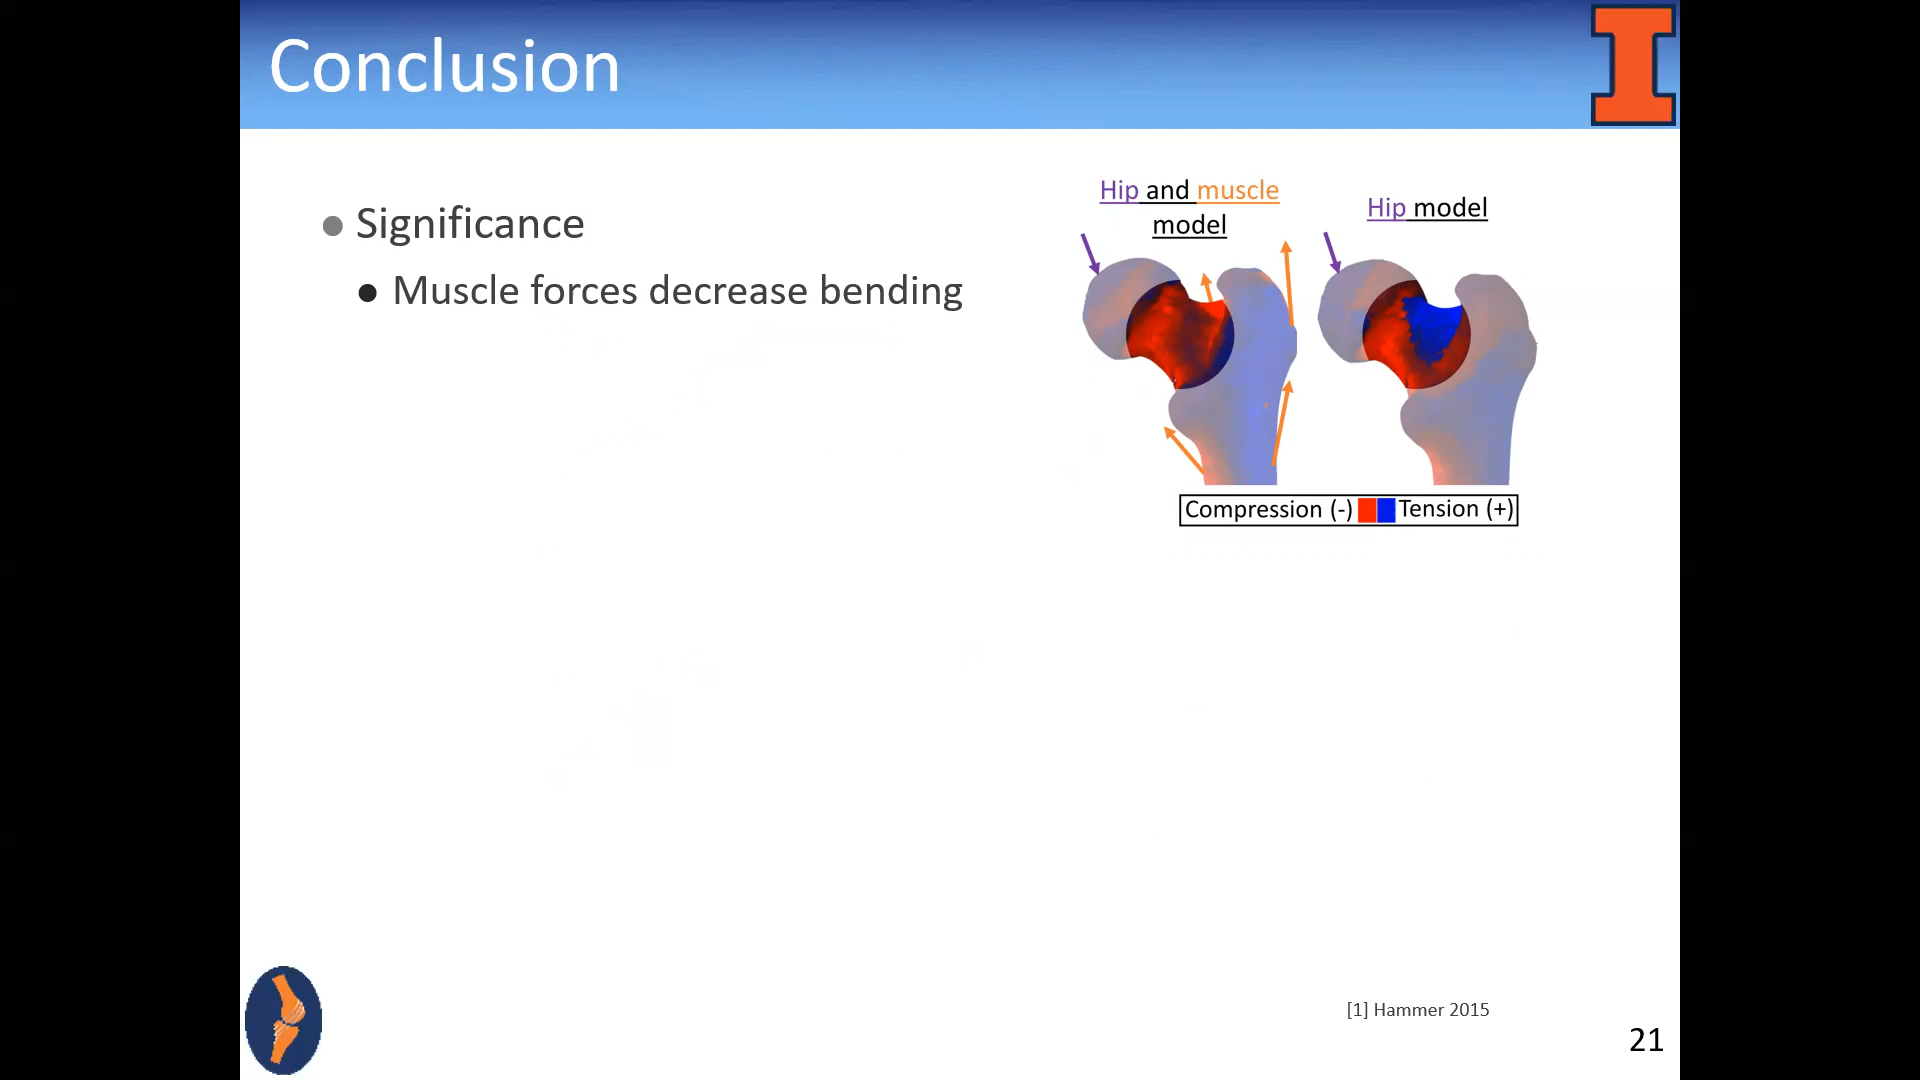 Conclusion
Significance
Muscle forces decrease bending
Hip and muscle
model
Hip model
Compression (-) Tension (+)
[1] Hammer 2015
21